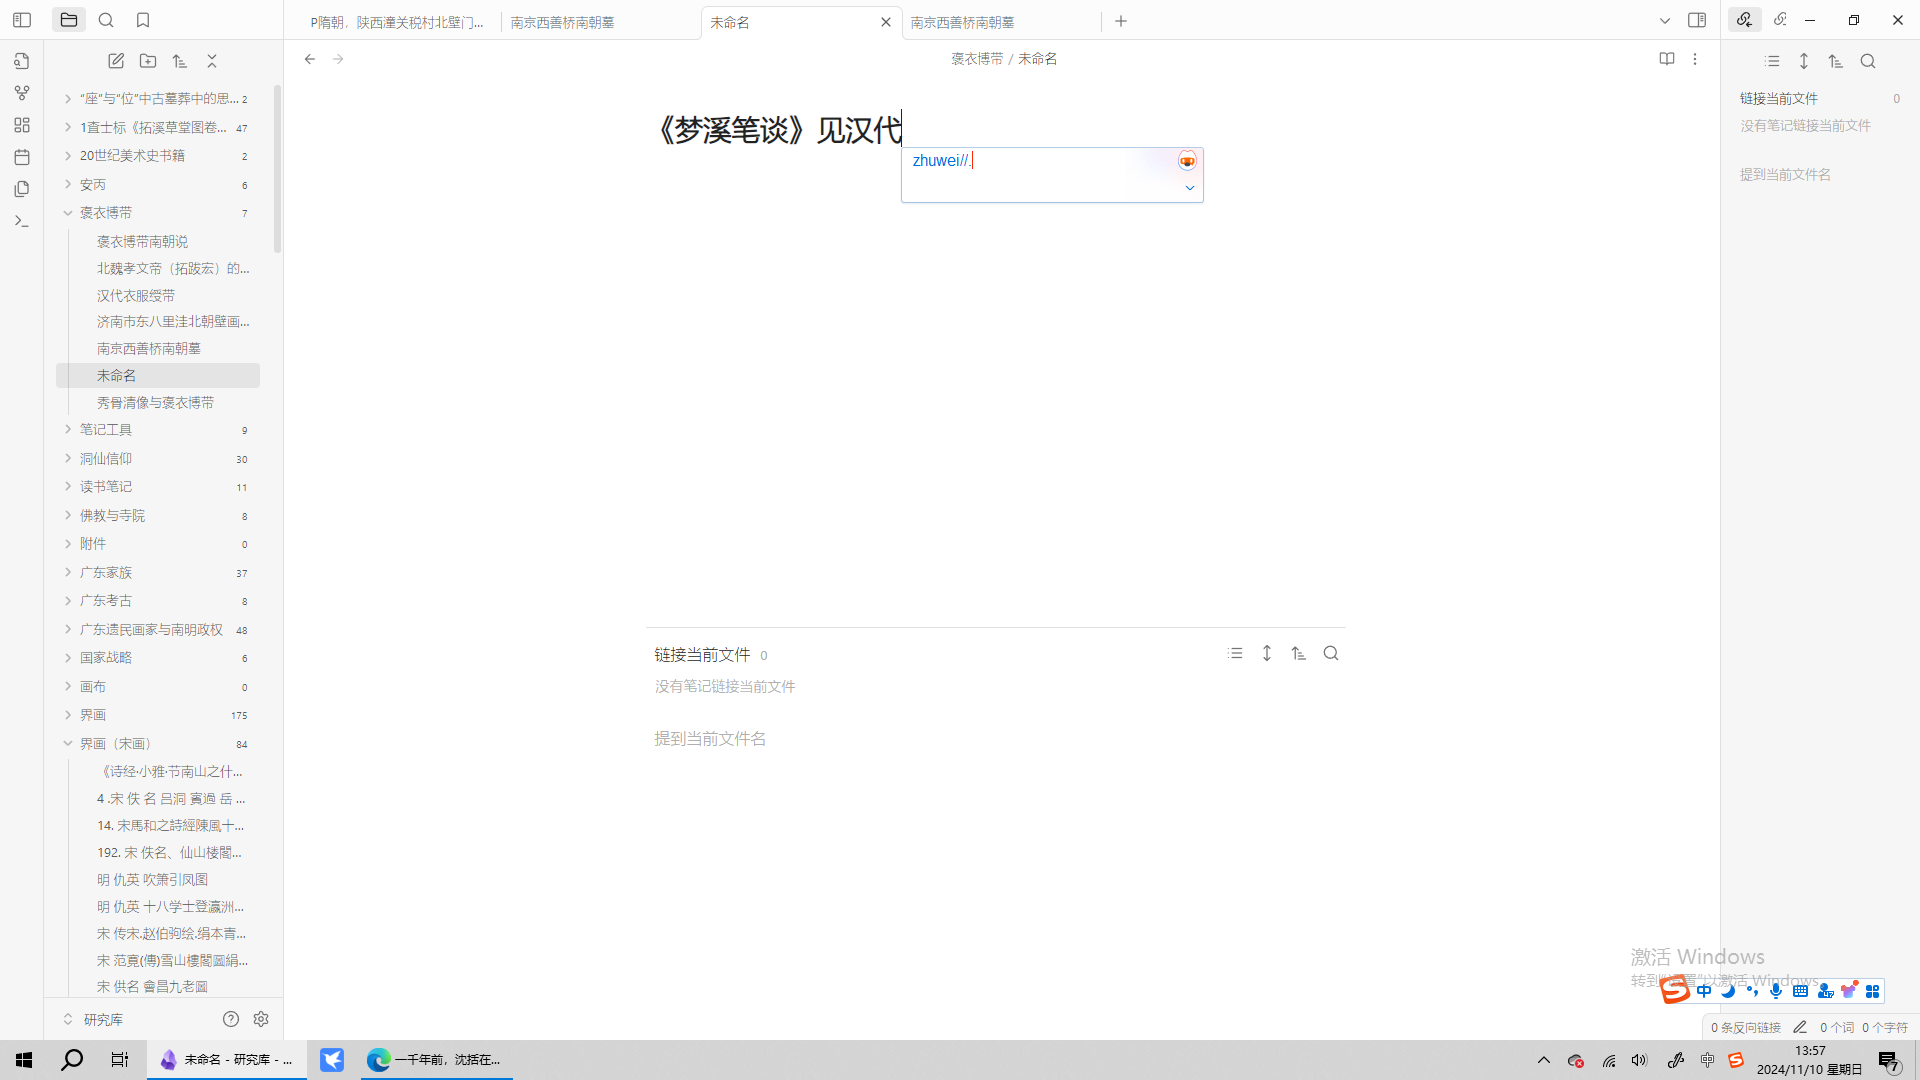 P隋朝，陕西潼关税村北壁门...
南京西善桥南朝墓
未命名
南京西善桥南朝墓
褒衣博带 / 未命名
“座”与“位”中古墓葬中的思... 2
1查士标《拓溪草堂图卷... 47
20世纪美术史书籍 2
安丙 6
褒衣博带 7
褒衣博带南朝说
北魏孝文帝（拓跋宏）的...
汉代衣服绶带
济南市东八里洼北朝壁画...
南京西善桥南朝墓
未命名
秀骨清像与褒衣博带
笔记工具 9
洞仙信仰 30
读书笔记 11
佛教与寺院 8
附件 0
广东家族 37
广东考古 8
广东遗民画家与南明政权 48
国家战略 6
画布 0
界画 175
界画（宋画） 84
《诗经·小雅·节南山之什...
4 .宋 佚 名 吕洞 賓過 岳 ...
14. 宋馬和之詩經陳風十...
192. 宋 佚名、仙山楼閣...
明 仇英 吹箫引凤图
明 仇英 十八学士登瀛洲...
宋 传宋.赵伯驹绘.绢本青...
宋 范寬(傳)雪山樓閣圖絹...
宋 供名 會昌九老圖
研究库
《梦溪笔谈》见汉代
zhuwei//.
链接当前文件 0
没有笔记链接当前文件
提到当前文件名
链接当前文件 0
没有笔记链接当前文件
提到当前文件名
激活 Windows
转到“设置”以激活 Windows。
中
0 条反向链接 0 个词 0 个字符
未命名 - 研究库 - ...
一千年前，沈括在...
中
13:57
2024/11/10 星期日
7